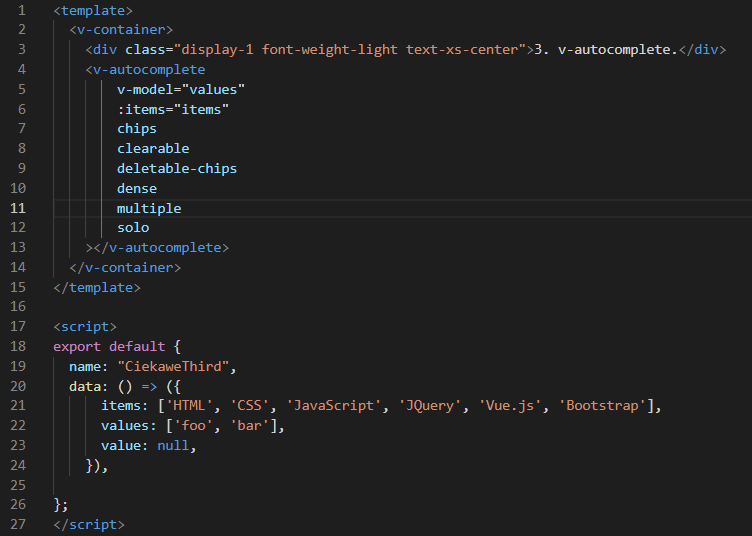 1 <template>
2   <v-container>
3     <div class="display-1 font-weight-light text-xs-center">3. v-autocomplete.</div>
4     <v-autocomplete
5         v-model="values"
6         :items="items"
7         chips
8         clearable
9         deletable-chips
10         dense
11         multiple
12         solo
13     ></v-autocomplete>
14   </v-container>
15 </template>
16
17 <script>
18 export default {
19   name: "CiekaweThird",
20   data: () => ({
21       items: ['HTML', 'CSS', 'JavaScript', 'JQuery', 'Vue.js', 'Bootstrap'],
22       values: ['foo', 'bar'],
23       value: null,
24     }),
25
26 };
27 </script>